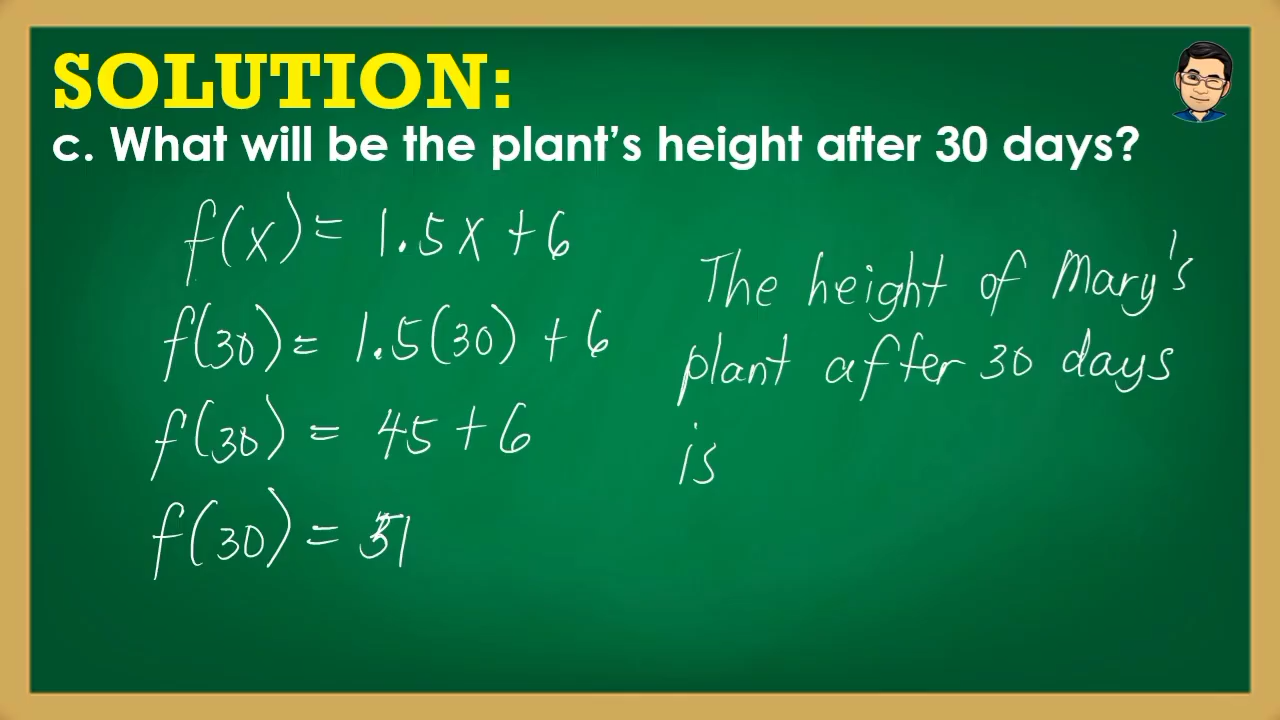 SOLUTION:
c. What will be the plant's height after 30 days?
f(x) = 1.5x + 6
f(30) = 1.5(30) + 6
f(30) = 45 + 6
f(30) = 51
The height of Mary's
plant after 30 days
is